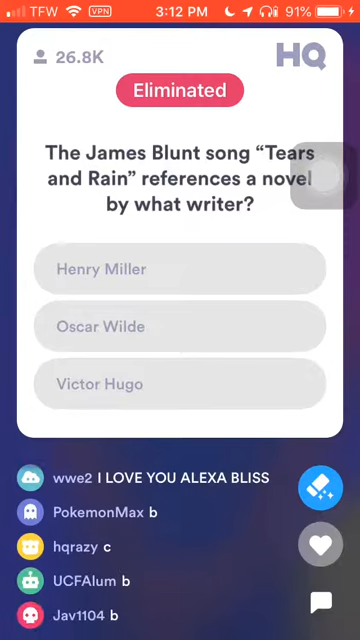 TFW VPN 3:12 PM 91%
26.8K HQ
Eliminated
The James Blunt song “Tears
and Rain” references a novel
by what writer?
Henry Miller
Oscar Wilde
Victor Hugo
wwe2 I LOVE YOU ALEXA BLISS
PokemonMax b
hqrazy c
UCFAlum b
Jav1104 b